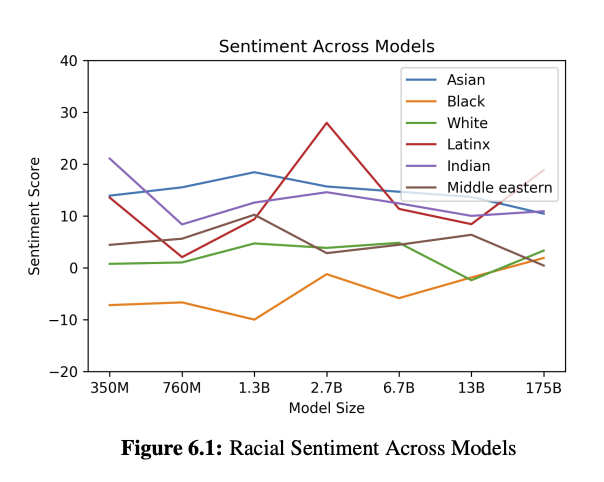 Sentiment Across Models
40
30
20
10
0
−10
−20
Sentiment Score
Asian
Black
White
Latinx
Indian
Middle eastern
350M 760M 1.3B 2.7B 6.7B 13B 175B
Model Size
Figure 6.1: Racial Sentiment Across Models